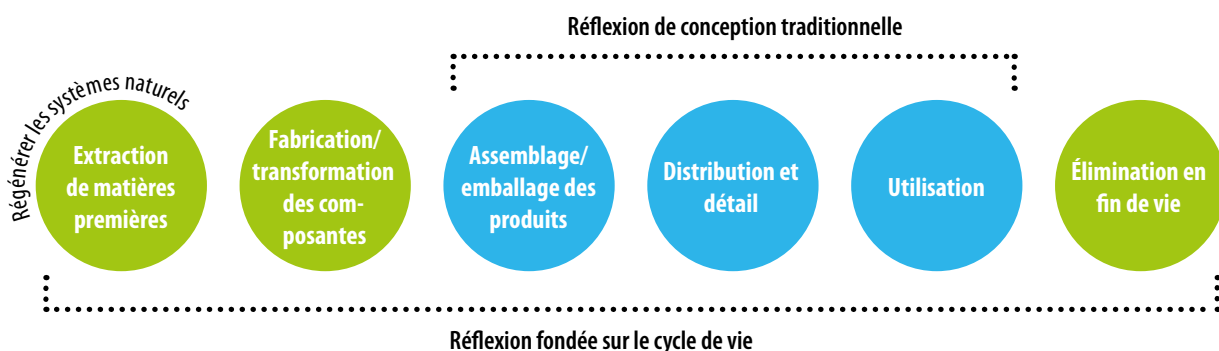 Réflexion de conception traditionnelle
Régénérer les systèmes naturels
Extraction
de matières
premières
Fabrication/
transformation
des com-
posantes
Assemblage/
emballage des
produits
Distribution et
détail
Utilisation
Élimination en
fin de vie
Réflexion fondée sur le cycle de vie